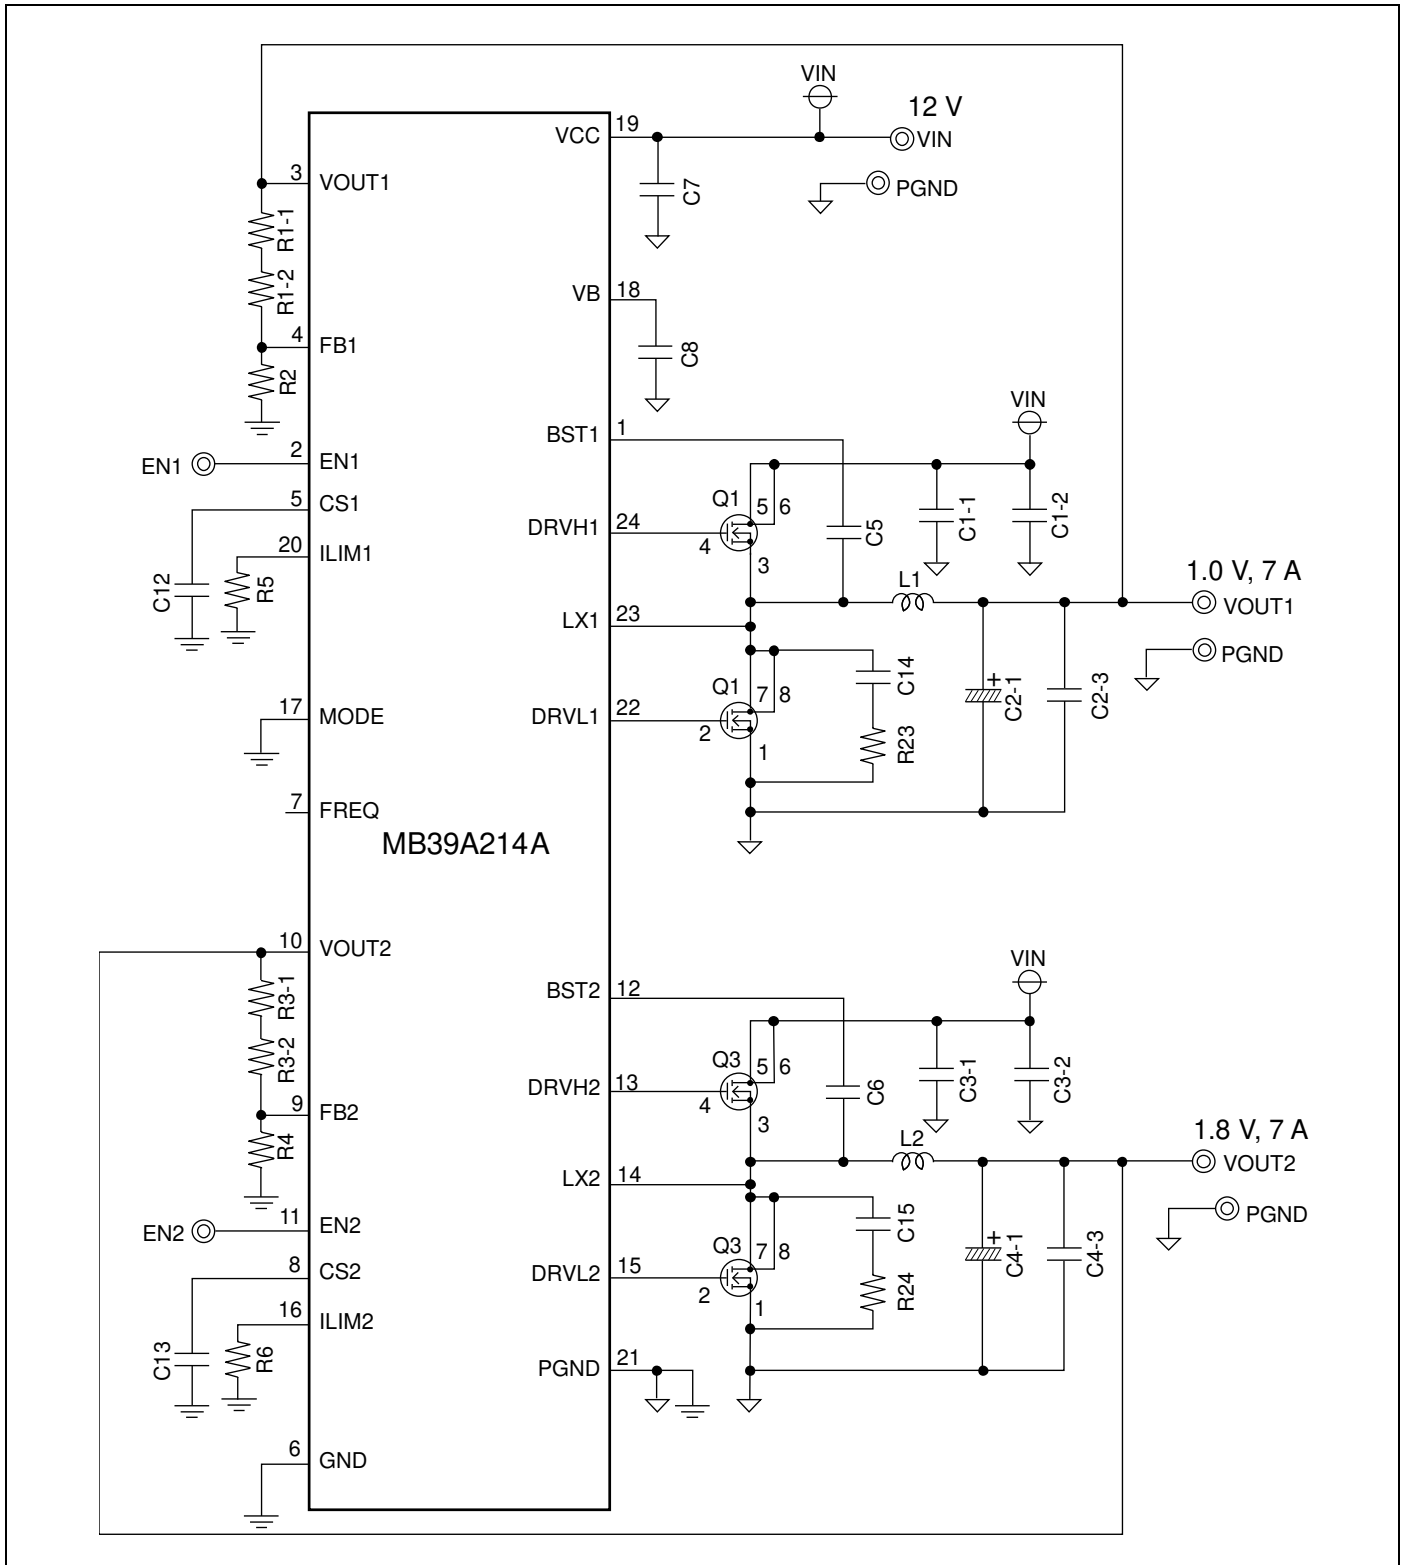 VIN
12 V
VCC 19
VIN
3 VOUT1
PGND
C7
R1-1
R1-2
VB 18
4 FB1
C8
R2
VIN
BST1 1
2
EN1 EN1
5 CS1
Q1 5 6
C1-1
C1-2
DRVH1 24
C5
4
20 ILIM1
3
1.0 V, 7 A
C12
R5
L1
VOUT1
LX1 23
PGND
C14
Q1 7 8
+
C2-1
C2-3
17 MODE
DRVL1 22
2
R23
1
7 FREQ
MB39A214A
10 VOUT2
VIN
R3-1
BST2 12
R3-2
Q3 5 6
C3-1
C3-2
DRVH2 13
C6
4
9 FB2
3
1.8 V, 7 A
R4
L2
VOUT2
LX2 14
11
EN2 EN2
PGND
C15
8 CS2
Q3 7 8
+
C4-1
C4-3
DRVL2 15
2
R24
16 ILIM2
1
C13
R6
PGND 21
6 GND